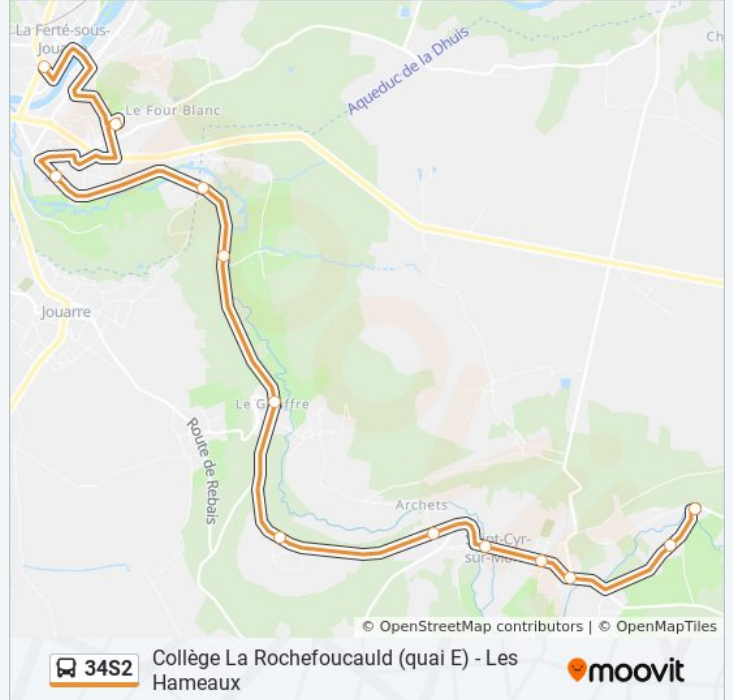 La Ferté-sous-
Jouarre
Ch
Aqueduc de la Dhuis
Le Four Blanc
Jouarre
Le Gouffre
Route de Rebais
Archets
Saint-Cyr-
sur-Morin
© OpenStreetMap contributors | © OpenMapTiles
34S2
Collège La Rochefoucauld (quai E) - Les
Hameaux
moovit